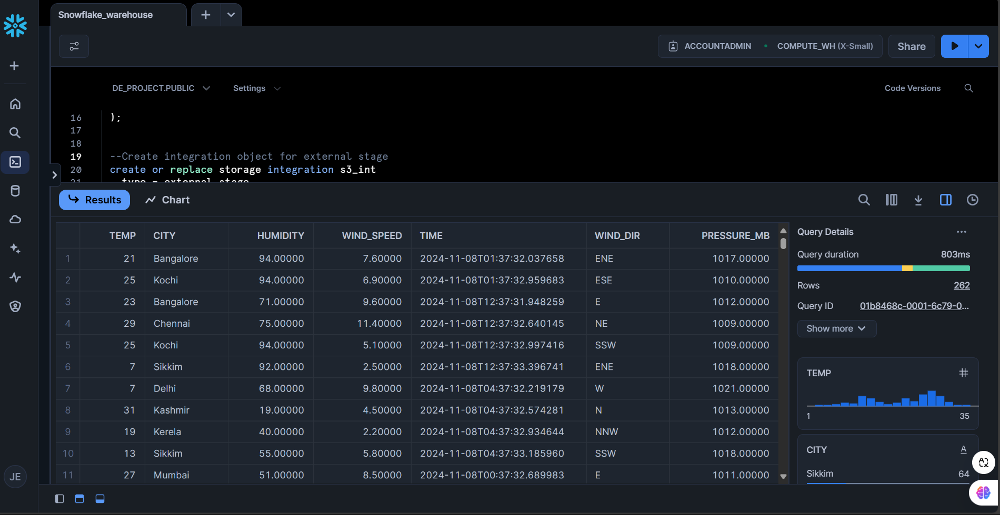 Snowflake_warehouse
ACCOUNTADMIN COMPUTE_WH (X-Small) Share
DE_PROJECT.PUBLIC Settings Code Versions
16 );
17
18
19 --Create integration object for external stage
20 create or replace storage integration s3_int
21 type = external_stage
Results Chart
TEMP CITY HUMIDITY WIND_SPEED TIME WIND_DIR PRESSURE_MB
1 21 Bangalore 94.00000 7.60000 2024-11-08T01:37:32.037658 ENE 1017.00000
2 25 Kochi 94.00000 6.90000 2024-11-08T01:37:32.959683 ESE 1010.00000
3 23 Bangalore 71.00000 9.60000 2024-11-08T12:37:31.948259 E 1012.00000
4 29 Chennai 75.00000 11.40000 2024-11-08T12:37:32.640145 NE 1009.00000
5 25 Kochi 94.00000 5.10000 2024-11-08T12:37:32.997416 SSW 1009.00000
6 7 Sikkim 92.00000 2.50000 2024-11-08T12:37:33.396741 ENE 1018.00000
7 7 Delhi 68.00000 9.80000 2024-11-08T04:37:32.219179 W 1021.00000
8 31 Kashmir 19.00000 4.50000 2024-11-08T04:37:32.574281 N 1013.00000
9 19 Kerela 40.00000 2.20000 2024-11-08T04:37:32.934644 NNW 1012.00000
10 13 Sikkim 55.00000 5.80000 2024-11-08T04:37:33.185960 SSW 1018.00000
11 27 Mumbai 51.00000 8.50000 2024-11-08T00:37:32.689983 E 1011.00000
Query Details ...
Query duration 803ms
Rows 262
Query ID 01b8468c-0001-6c79-0...
Show more
TEMP
1 35
CITY A
Sikkim 64
JE